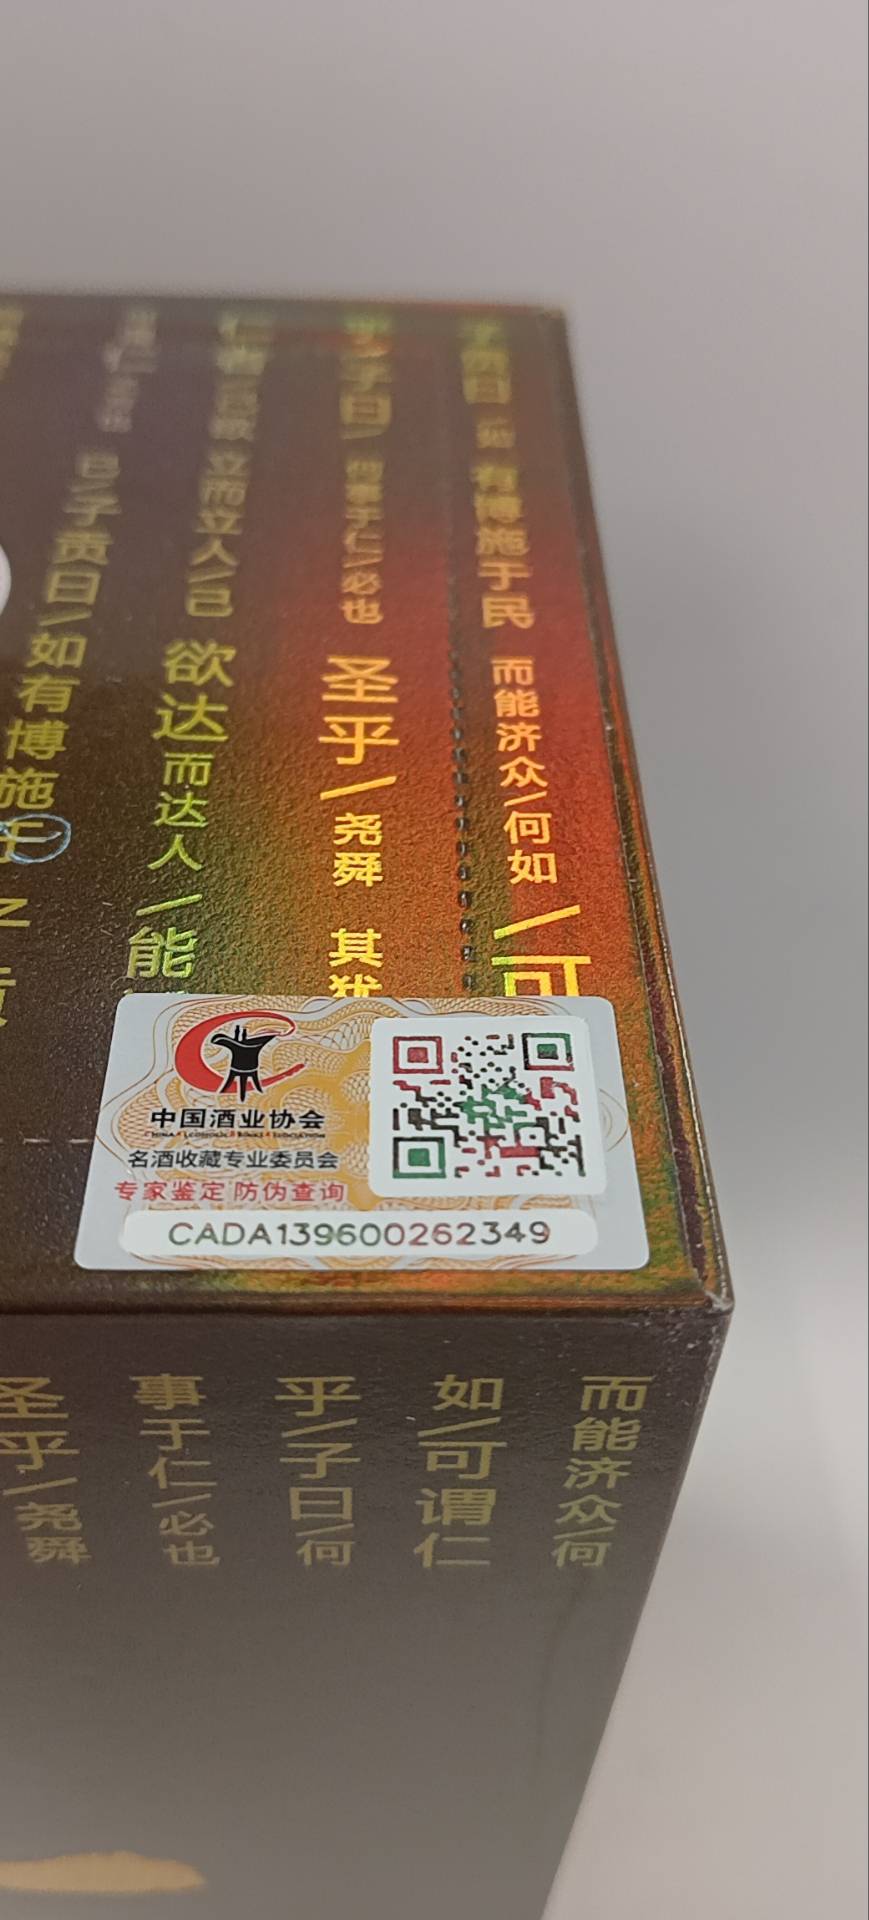 子贡曰/如有博施于民而能济众/何如/可
乎/子曰/何事于仁/必也圣乎/尧舜其犹
仁者 己欲立而立人/己欲达而达人/能
仁
已/子贡曰/如有博施于
中国酒业协会
名酒收藏专业委员会
专家鉴定 防伪查询
CADA139600262349
而能济众/何
如/可谓仁
乎/子曰/何
事于仁/必也
圣乎/尧舜